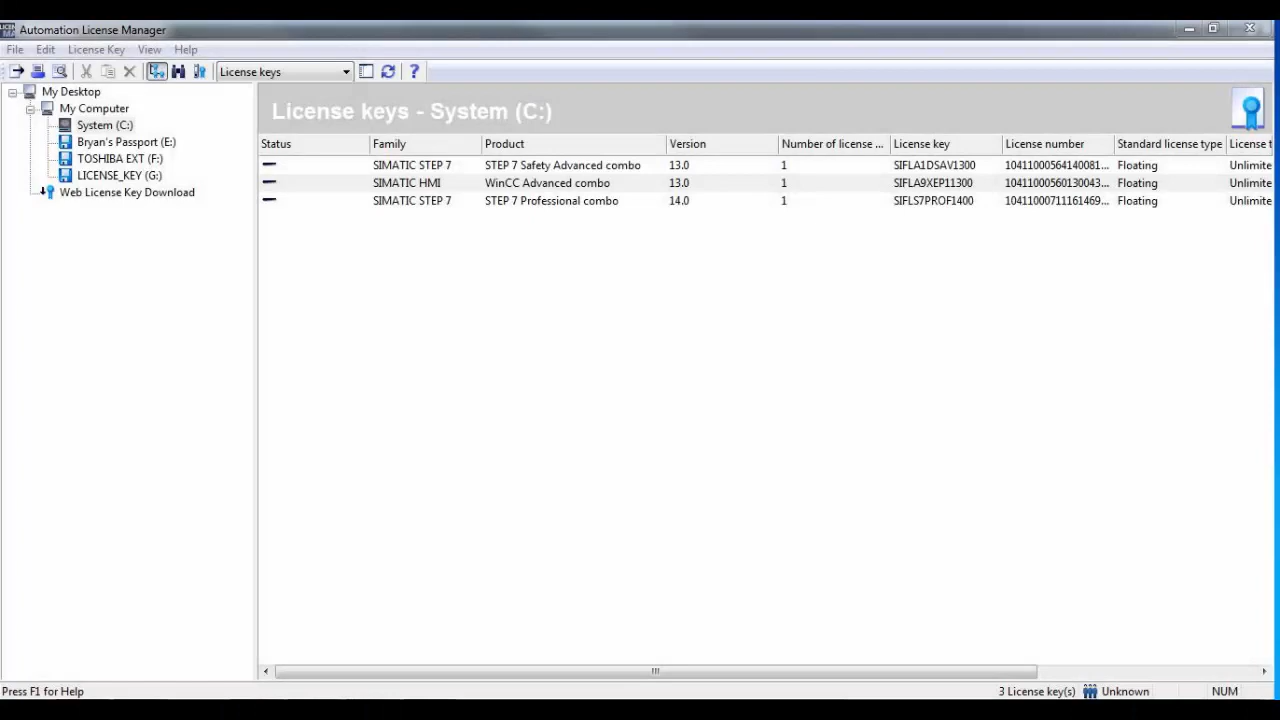 Automation License Manager
File Edit License Key View Help
License keys
My Desktop
My Computer
System (C:)
Bryan's Passport (E:)
TOSHIBA EXT (F:)
LICENSE_KEY (G:)
Web License Key Download
License keys - System (C:)
Status Family Product Version Number of license ... License key License number Standard license type License t
SIMATIC STEP 7 STEP 7 Safety Advanced combo 13.0 1 SIFLA1DSAV1300 10411000564140081... Floating Unlimite
SIMATIC HMI WinCC Advanced combo 13.0 1 SIFLA9XEP11300 10411000560130043... Floating Unlimite
SIMATIC STEP 7 STEP 7 Professional combo 14.0 1 SIFLS7PROF1400 10411000711161469... Floating Unlimite
Press F1 for Help 3 License key(s) Unknown NUM